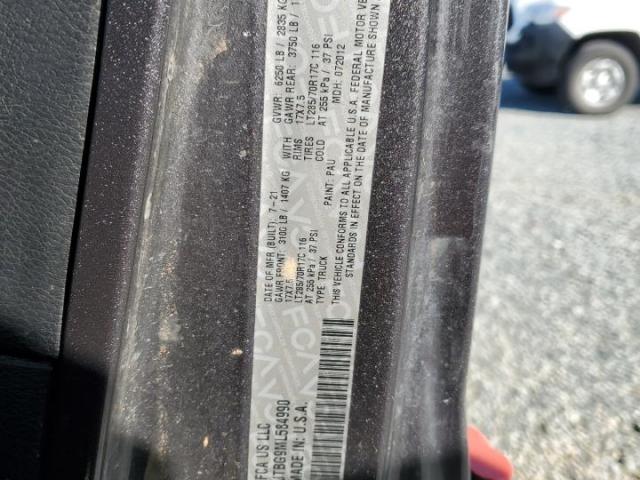 FCA US LLC
DATE OF MFR (BUILT): 7-21
GVWR: 6250 LB / 2835 KG
GAWR FRONT: 3100 LB / 1407 KG WITH
GAWR REAR: 3750 LB /
17X7.5 RIMS 17X7.5
LT285/70R17C 116 TIRES LT285/70R17C 116
AT 255 kPa / 37 PSI COLD AT 255 kPa / 37 PSI
TBG9ML584990
TYPE TRUCK PAINT: PAU MDH: 072012
MADE IN U.S.A.
THIS VEHICLE CONFORMS TO ALL APPLICABLE U.S.A. FEDERAL MOTOR
STANDARDS IN EFFECT ON THE DATE OF MANUFACTURE SHOWN